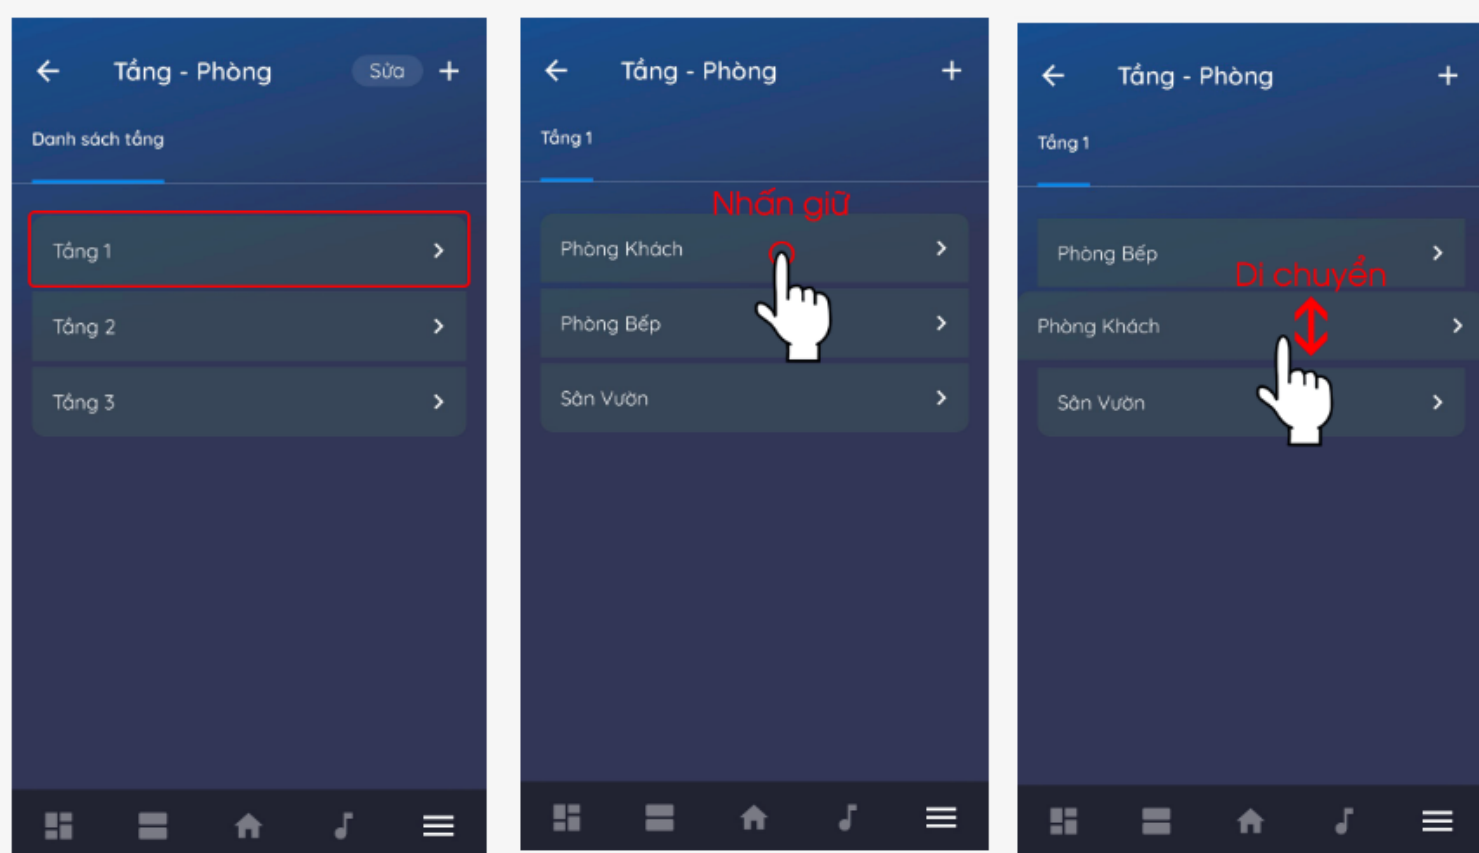 Tầng - Phòng
Sửa
Danh sách tầng
Tầng 1
Tầng 2
Tầng 3
Tầng - Phòng
Tầng 1
Nhấn giữ
Phòng Khách
Phòng Bếp
Sân Vườn
Tầng - Phòng
Tầng 1
Phòng Bếp
Di chuyển
Phòng Khách
Sân Vườn